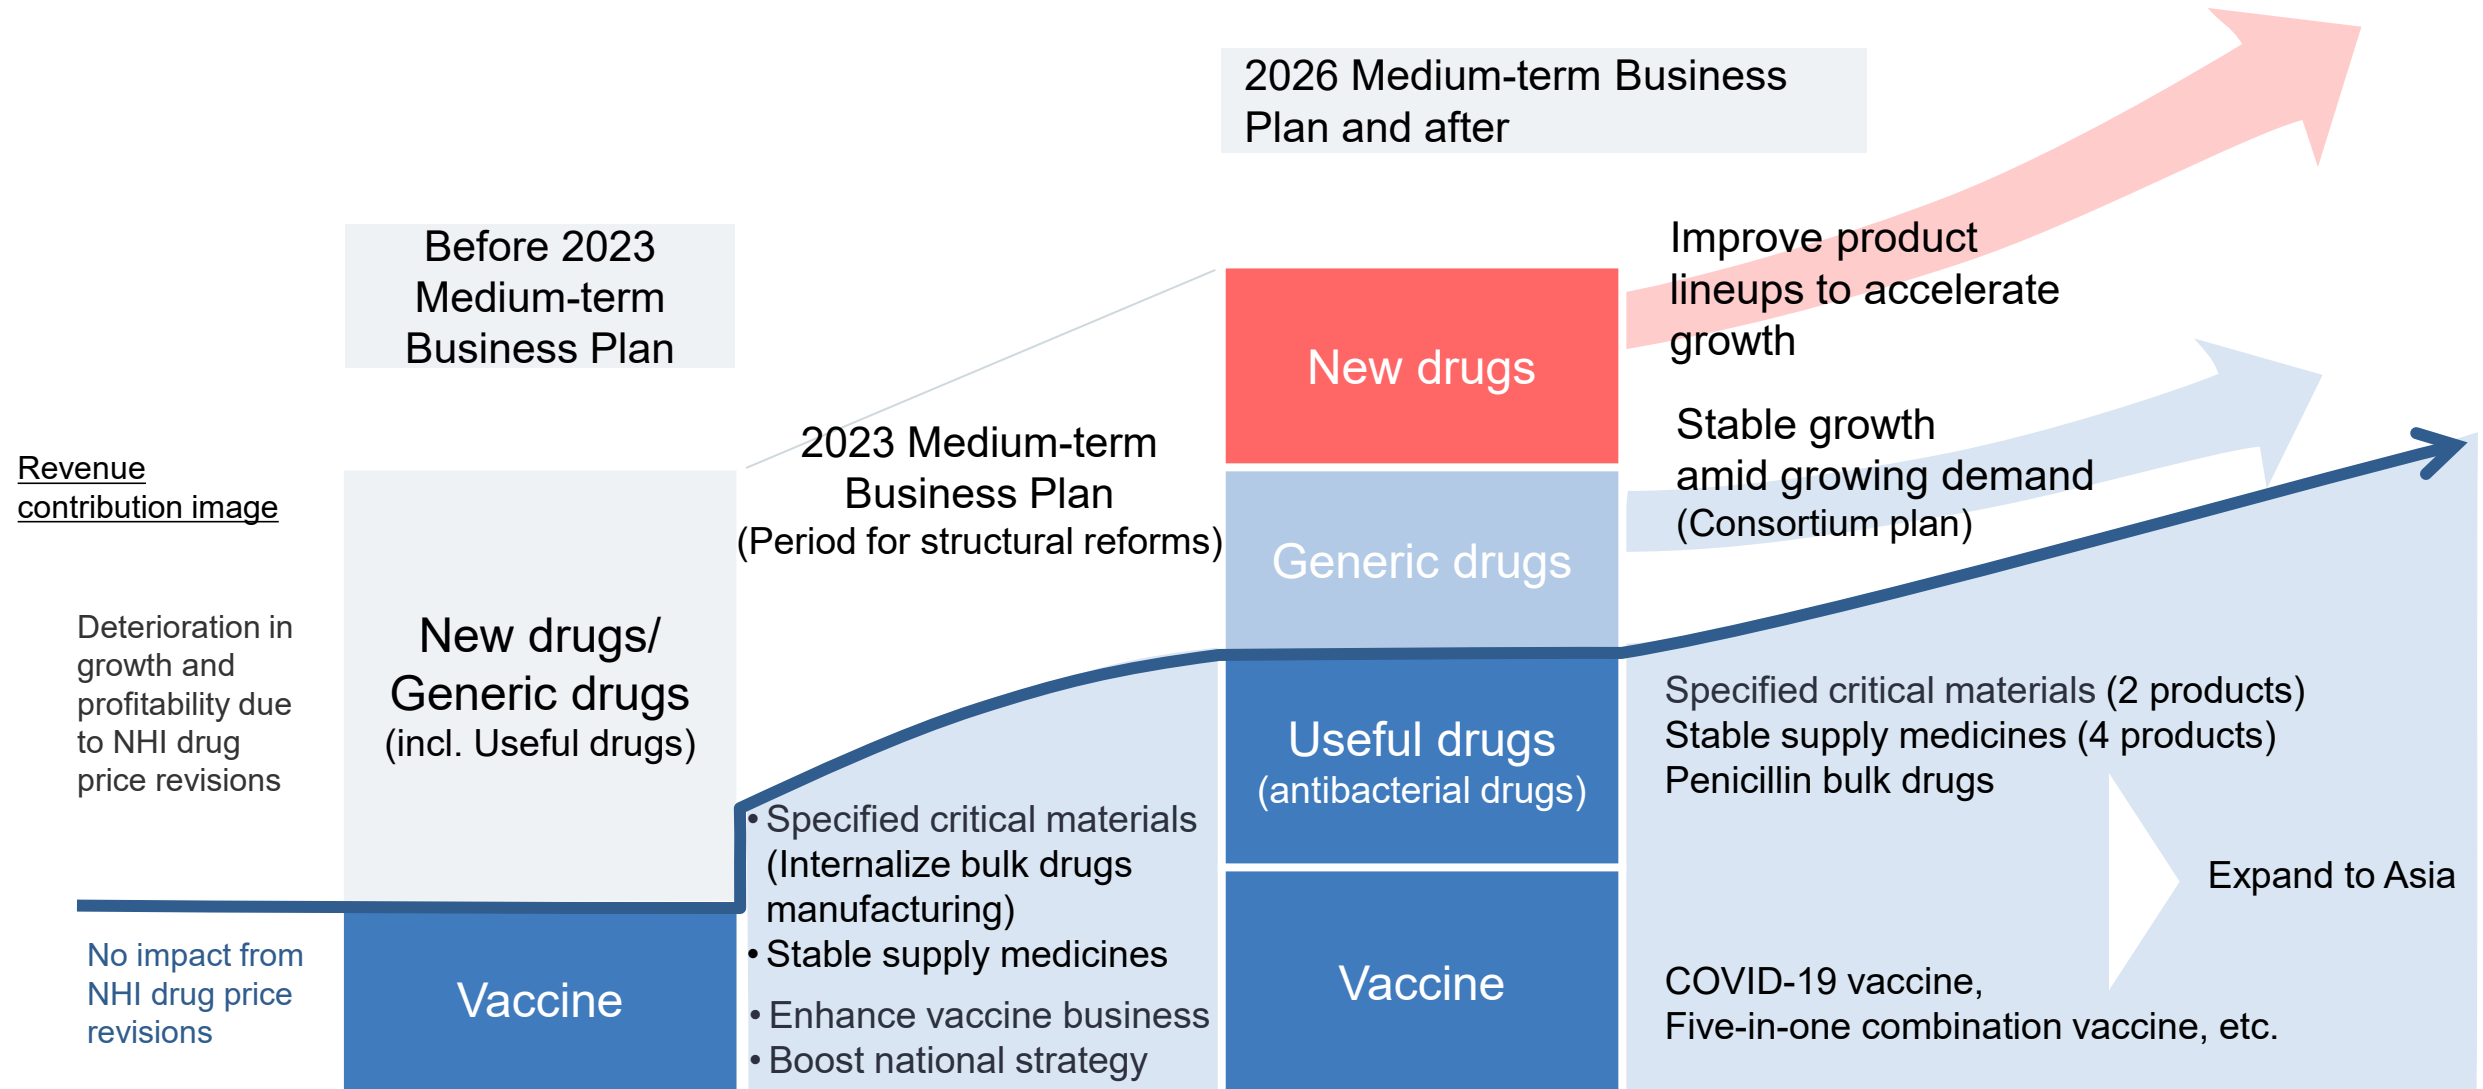 2026 Medium-term Business
Plan and after
Before 2023
Medium-term
Business Plan
Revenue
contribution image
2023 Medium-term
Business Plan
(Period for structural reforms)
New drugs
Improve product
lineups to accelerate
growth
Generic drugs
Stable growth
amid growing demand
(Consortium plan)
Deterioration in
growth and
profitability due
to NHI drug
price revisions
New drugs/
Generic drugs
(incl. Useful drugs)
Useful drugs
(antibacterial drugs)
Specified critical materials (2 products)
Stable supply medicines (4 products)
Penicillin bulk drugs
• Specified critical materials
(Internalize bulk drugs
manufacturing)
• Stable supply medicines
• Enhance vaccine business
• Boost national strategy
Expand to Asia
No impact from
NHI drug price
revisions
Vaccine
Vaccine
COVID-19 vaccine,
Five-in-one combination vaccine, etc.